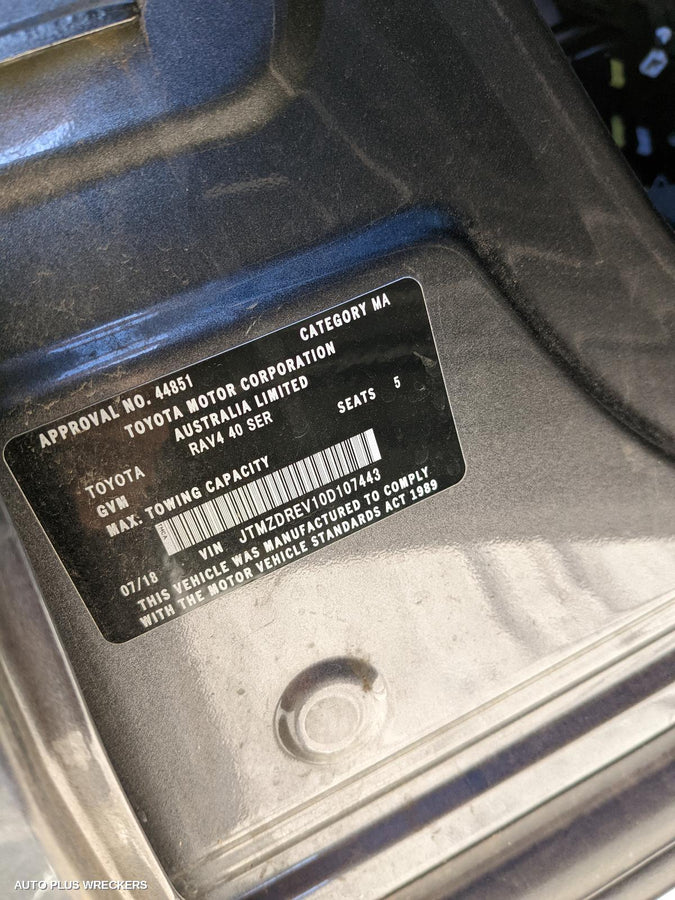 APPROVAL NO. 44851 CATEGORY MA
TOYOTA MOTOR CORPORATION
AUSTRALIA LIMITED
TOYOTA RAV4 40 SER SEATS 5
GVM
MAX. TOWING CAPACITY
VIN JTMZDREV10D107443
07/18
THIS VEHICLE WAS MANUFACTURED TO COMPLY
WITH THE MOTOR VEHICLE STANDARDS ACT 1989
AUTO PLUS WRECKERS